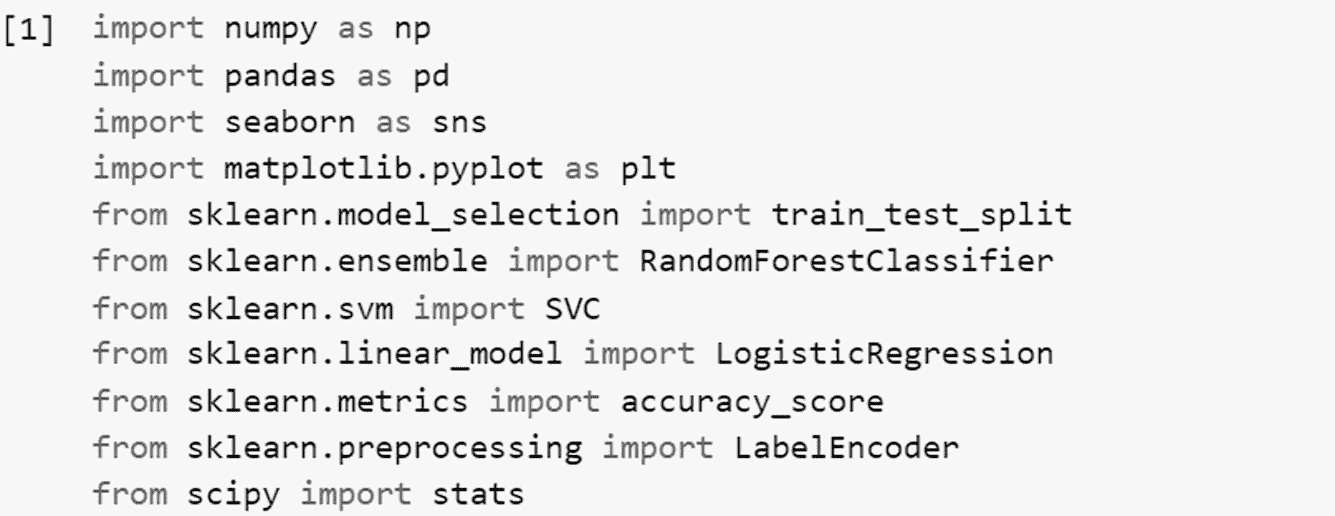 [1] import numpy as np
import pandas as pd
import seaborn as sns
import matplotlib.pyplot as plt
from sklearn.model_selection import train_test_split
from sklearn.ensemble import RandomForestClassifier
from sklearn.svm import SVC
from sklearn.linear_model import LogisticRegression
from sklearn.metrics import accuracy_score
from sklearn.preprocessing import LabelEncoder
from scipy import stats